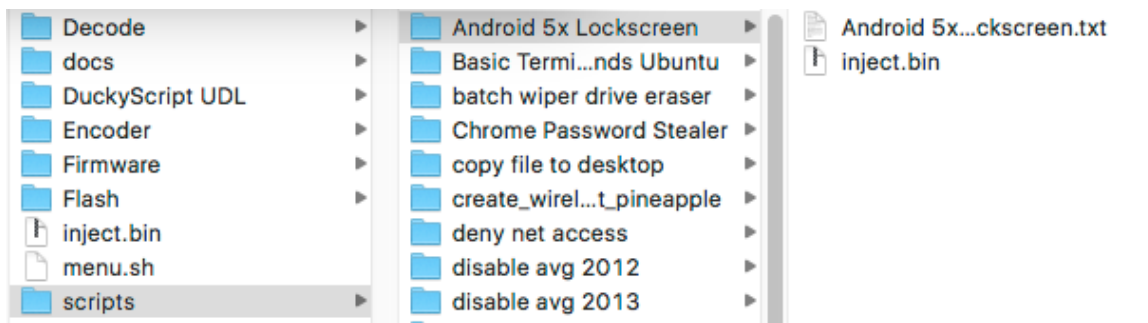 Decode
docs
DuckyScript UDL
Encoder
Firmware
Flash
inject.bin
menu.sh
scripts
Android 5x Lockscreen
Basic Termi...nds Ubuntu
batch wiper drive eraser
Chrome Password Stealer
copy file to desktop
create_wirel...t_pineapple
deny net access
disable avg 2012
disable avg 2013
Android 5x...ckscreen.txt
inject.bin